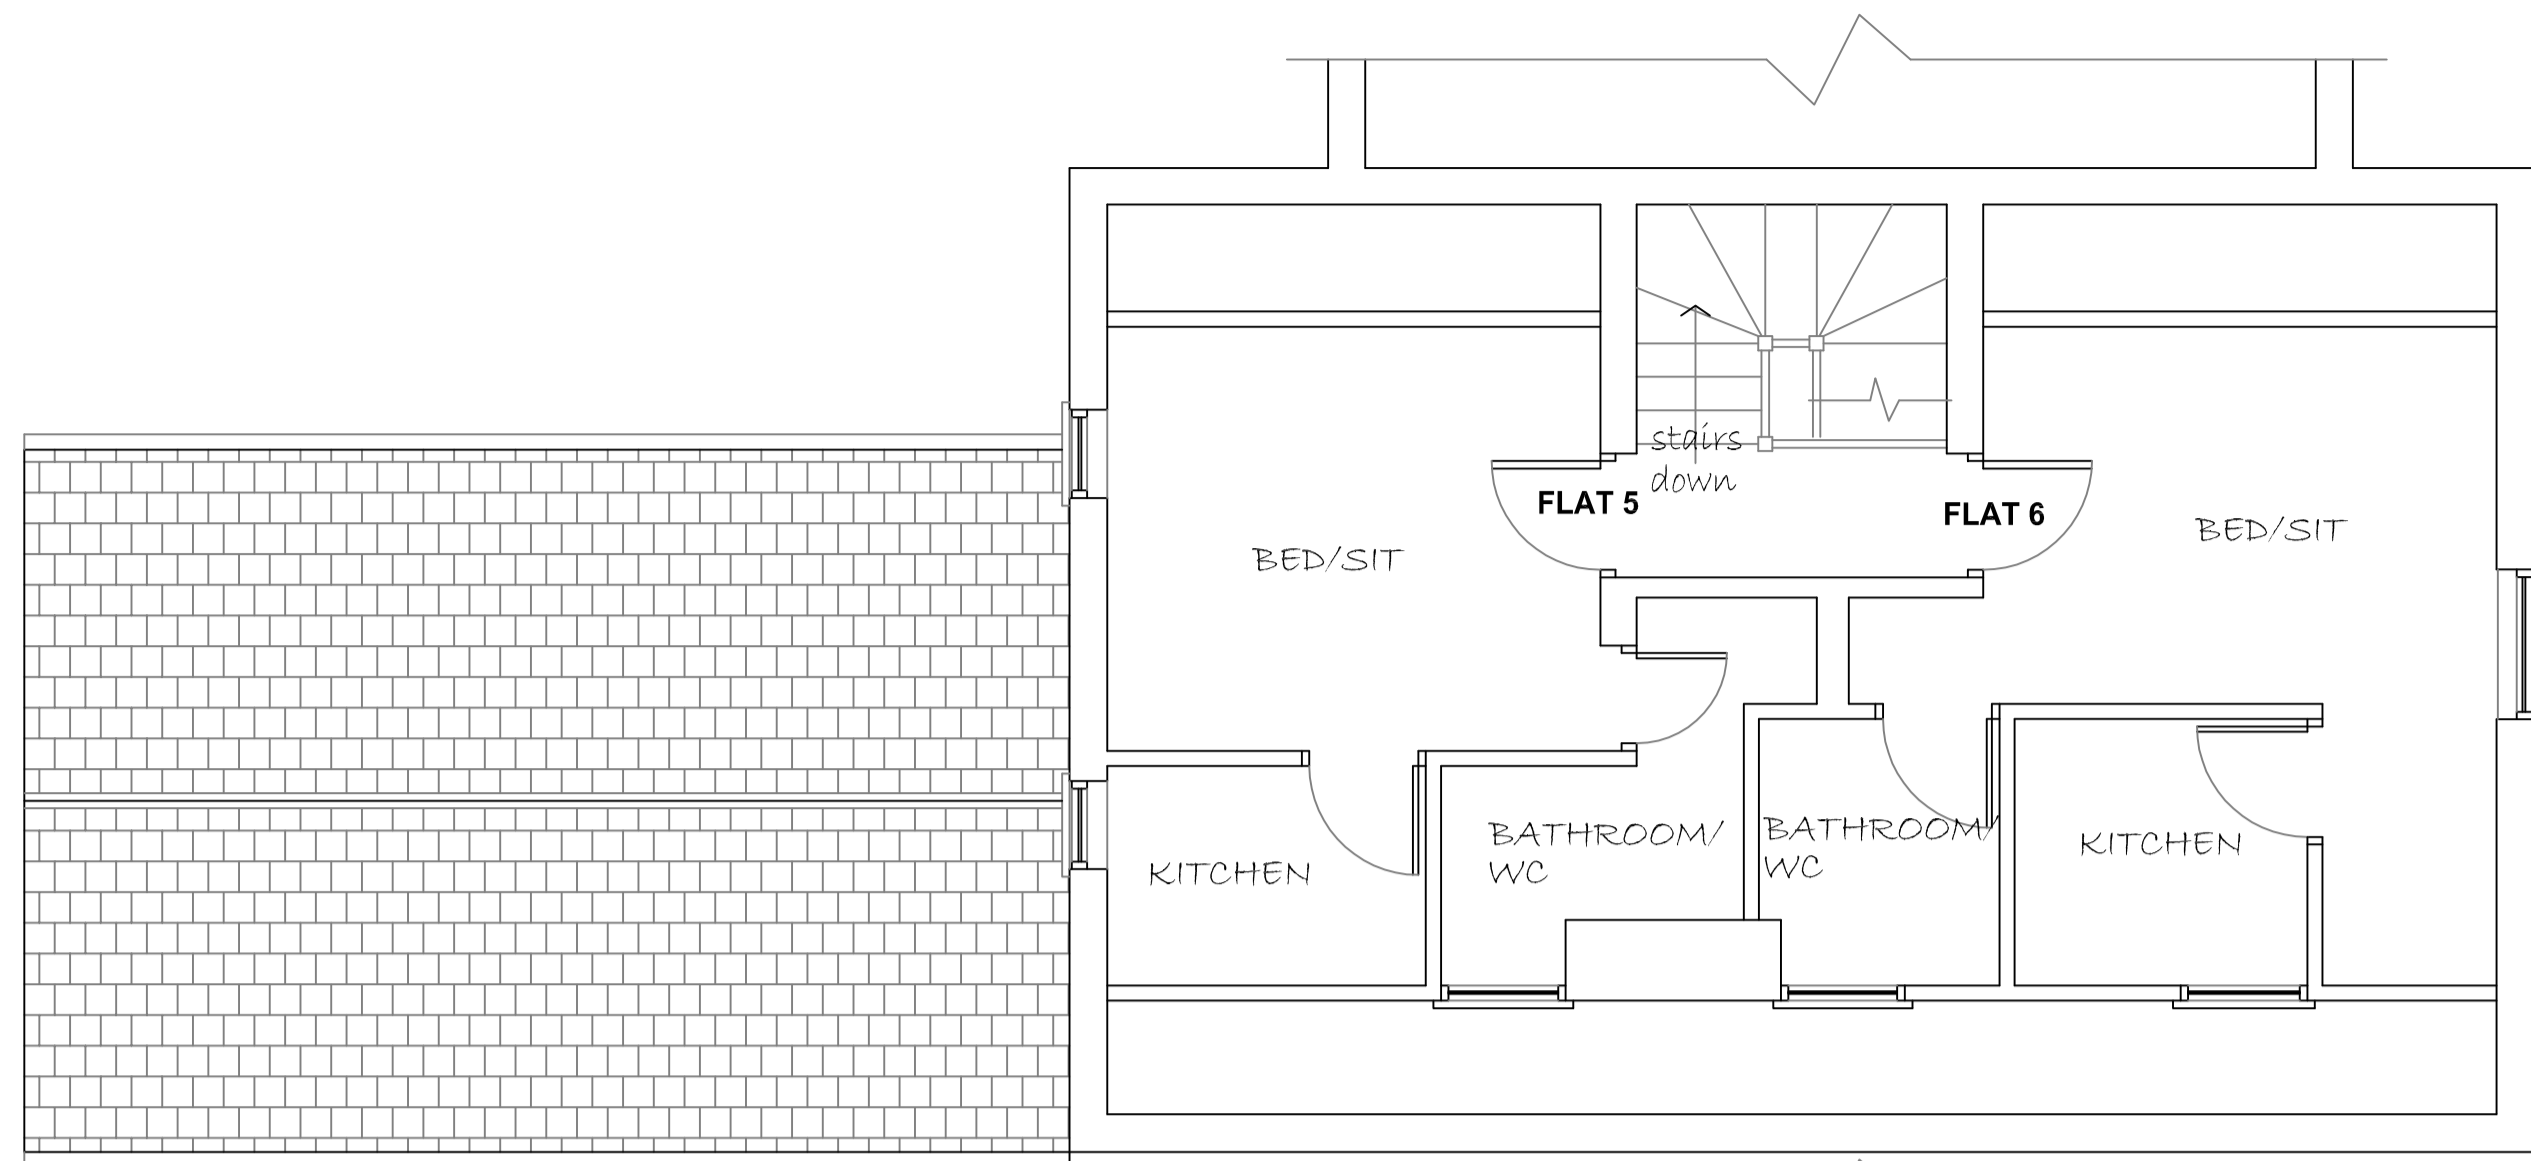 stairs
down
FLAT 5
FLAT 6
BED/SIT
BED/SIT
KITCHEN
BATHROOM/
WC
BATHROOM/
WC
KITCHEN